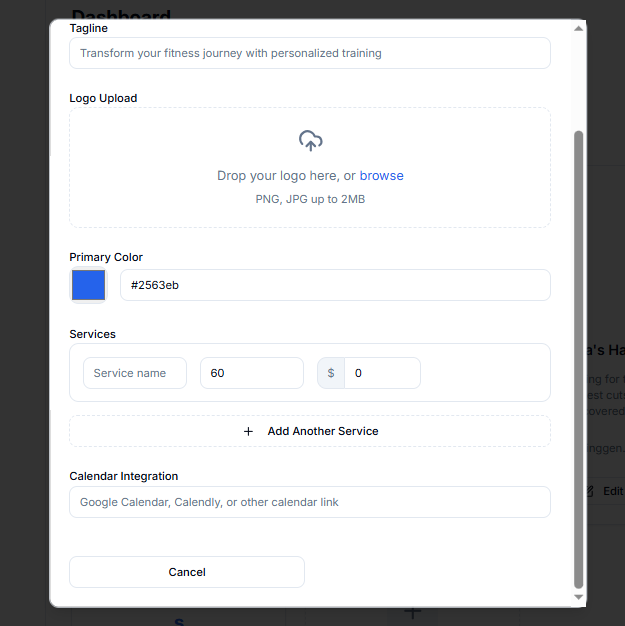 Dashboard
Tagline
Transform your fitness journey with personalized training
Logo Upload
Drop your logo here, or browse
PNG, JPG up to 2MB
Primary Color
#2563eb
Services
Service name 60 $ 0
a's Ha
ing for
est cut
overed
Add Another Service
inggen,
Calendar Integration
Google Calendar, Calendly, or other calendar link
Edit
Cancel
S